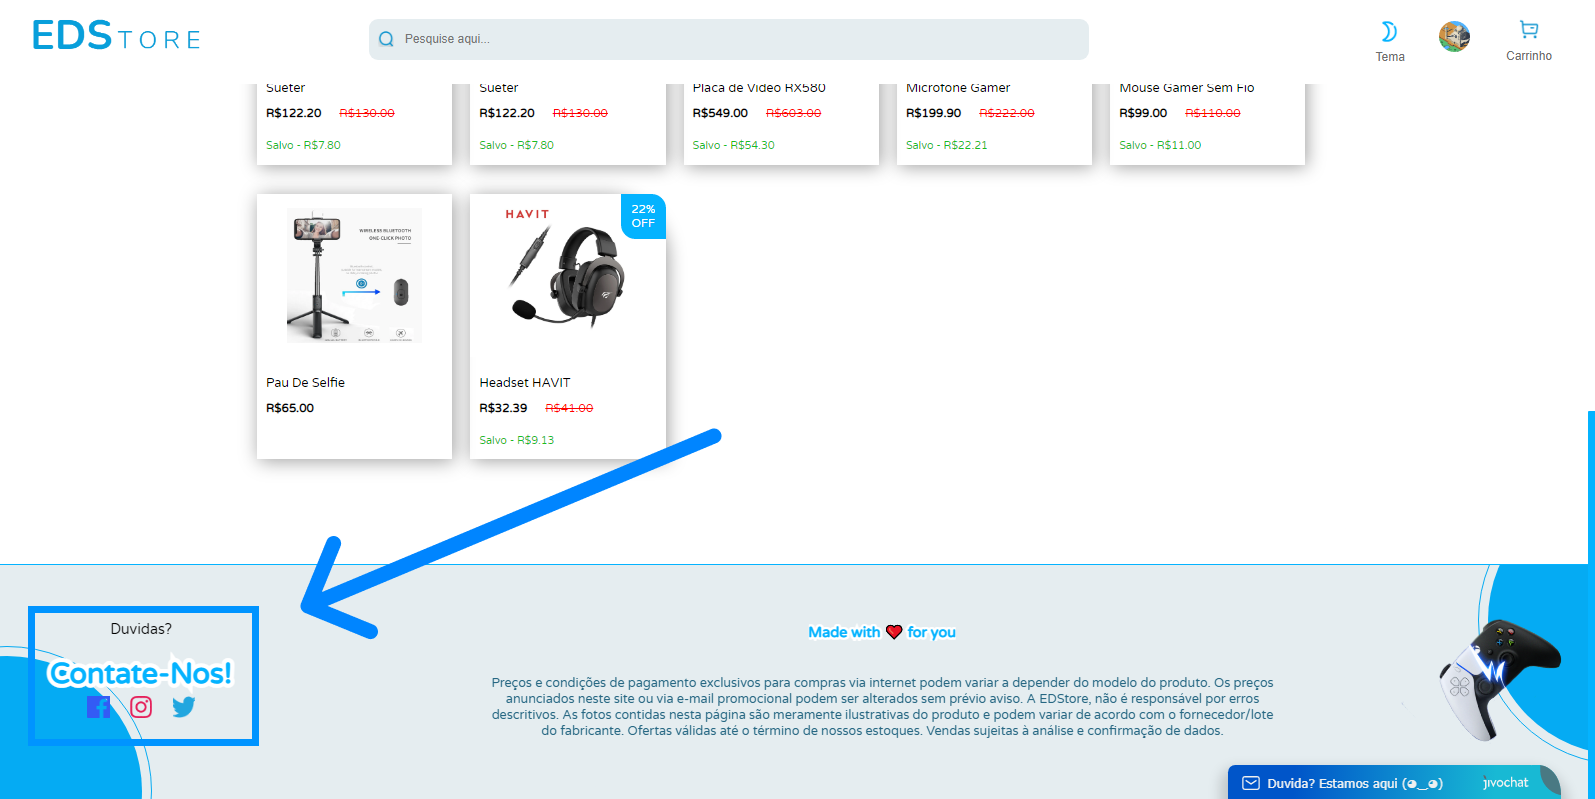 EDSTORE
Pesquise aqui...
Tema
Carrinho
Sueter
Sueter
Placa de Video RX580
Microfone Gamer
Mouse Gamer Sem Fio
R$122.20 R$130.00
R$122.20 R$130.00
R$549.00 R$603.00
R$199.90 R$222.00
R$99.00 R$110.00
Salvo - R$7.80
Salvo - R$7.80
Salvo - R$54.30
Salvo - R$22.21
Salvo - R$11.00
WIRELESS BLUETOOTH
ONE-CLICK PHOTO
Pau De Selfie
R$65.00
HAVIT
22%
OFF
Headset HAVIT
R$32.39 R$41.00
Salvo - R$9.13
Duvidas?
Contate-Nos!
Made with ❤ for you
Preços e condições de pagamento exclusivos para compras via internet podem variar a depender do modelo do produto. Os preços
anunciados neste site ou via e-mail promocional podem ser alterados sem prévio aviso. A EDStore, não é responsável por erros
descritivos. As fotos contidas nesta página são meramente ilustrativas do produto e podem variar de acordo com o fornecedor/lote
do fabricante. Ofertas válidas até o término de nossos estoques. Vendas sujeitas à análise e confirmação de dados.
Duvida? Estamos aqui (◕‿◕)
jivochat